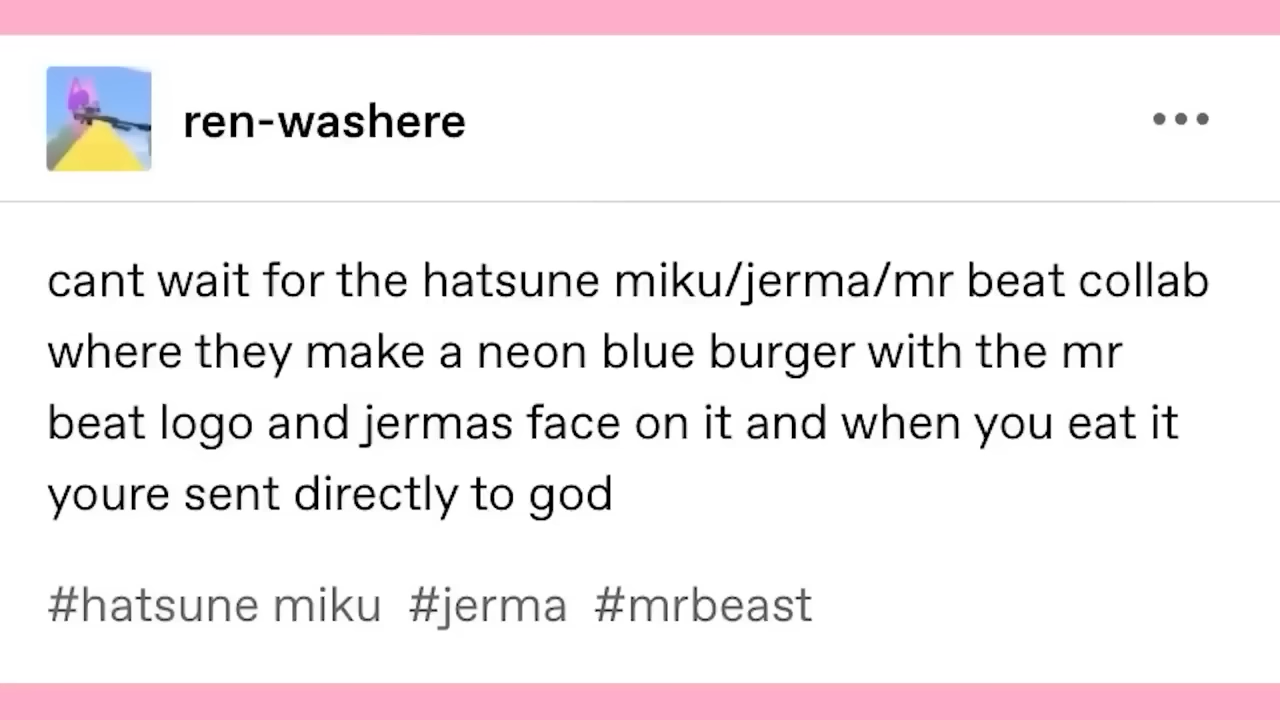 ren-washere
cant wait for the hatsune miku/jerma/mr beat collab
where they make a neon blue burger with the mr
beat logo and jermas face on it and when you eat it
youre sent directly to god
#hatsune miku #jerma #mrbeast